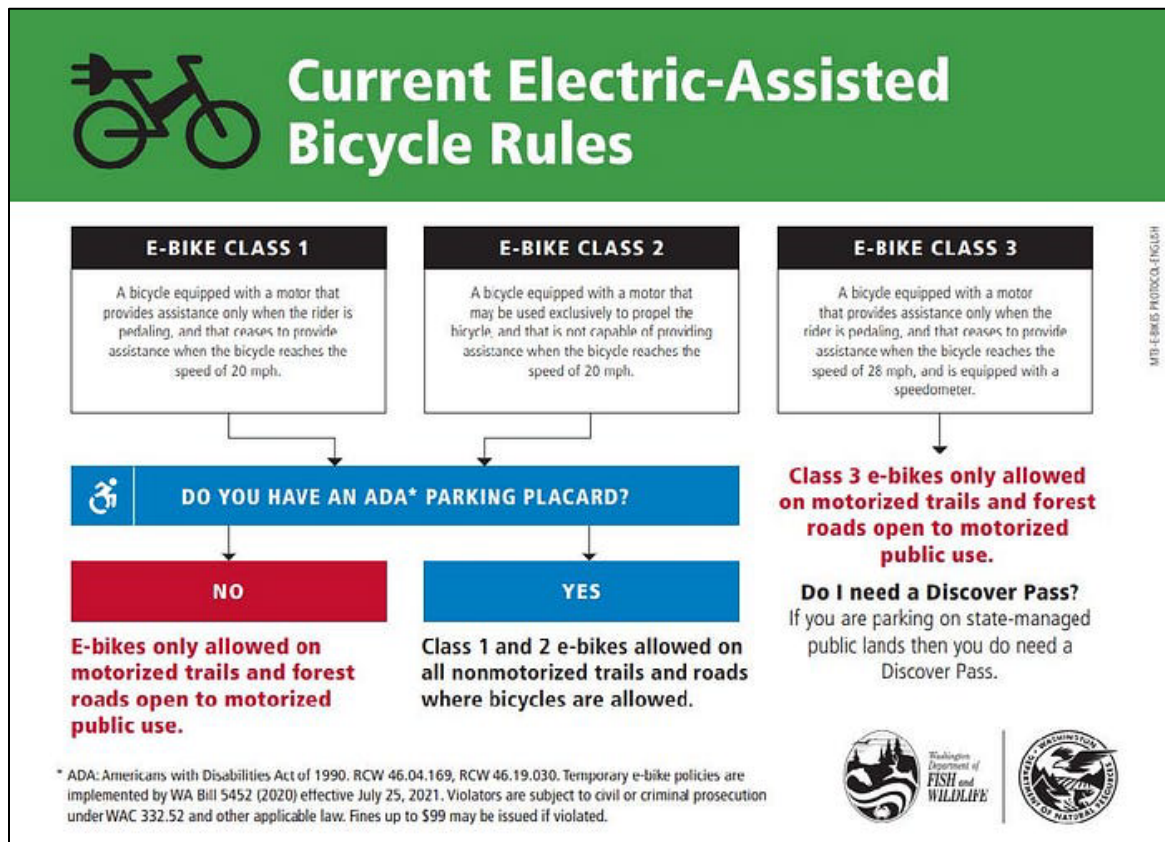 Current Electric-Assisted
Bicycle Rules
E-BIKE CLASS 1
A bicycle equipped with a motor that
provides assistance only when the rider is
pedaling, and that ceases to provide
assistance when the bicycle reaches the
speed of 20 mph.
E-BIKE CLASS 2
A bicycle equipped with a motor that
may be used exclusively to propel the
bicycle, and that is not capable of providing
assistance when the bicycle reaches the
speed of 20 mph.
E-BIKE CLASS 3
A bicycle equipped with a motor
that provides assistance only when the
rider is pedaling, and that ceases to provide
assistance when the bicycle reaches the
speed of 28 mph, and is equipped with a
speedometer.
MTB-E-BIKES PROTOCOL-ENGLISH
DO YOU HAVE AN ADA* PARKING PLACARD?
NO
E-bikes only allowed on
motorized trails and forest
roads open to motorized
public use.
YES
Class 1 and 2 e-bikes allowed on
all nonmotorized trails and roads
where bicycles are allowed.
Class 3 e-bikes only allowed
on motorized trails and forest
roads open to motorized
public use.
Do I need a Discover Pass?
If you are parking on state-managed
public lands then you do need a
Discover Pass.
* ADA: Americans with Disabilities Act of 1990. RCW 46.04.169, RCW 46.19.030. Temporary e-bike policies are
implemented by WA Bill 5452 (2020) effective July 25, 2021. Violators are subject to civil or criminal prosecution
under WAC 332.52 and other applicable law. Fines up to $99 may be issued if violated.
Washington
Department of
FISH and
WILDLIFE
WASHINGTON
DEPARTMENT OF NATURAL RESOURCES